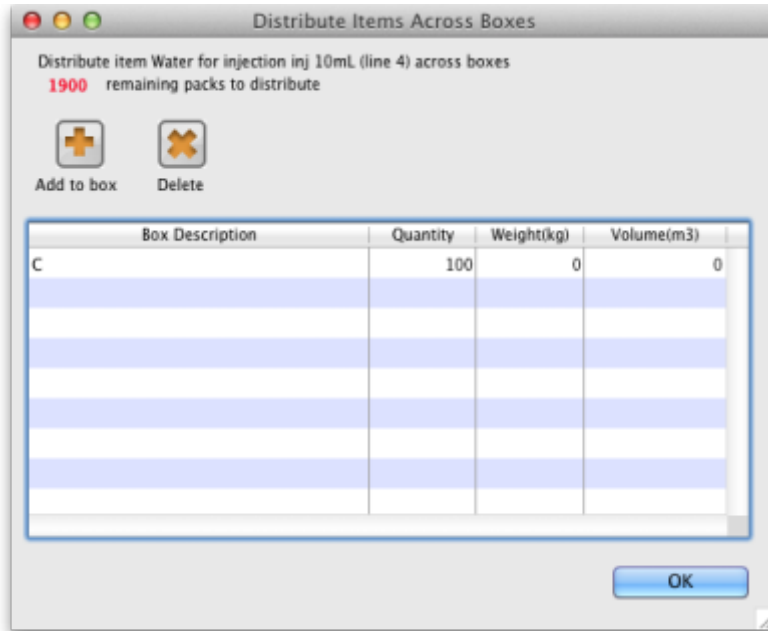 Distribute Items Across Boxes
Distribute item Water for injection inj 10mL (line 4) across boxes
1900 remaining packs to distribute
Add to box Delete
Box Description Quantity Weight(kg) Volume(m3)
C 100 0 0
OK